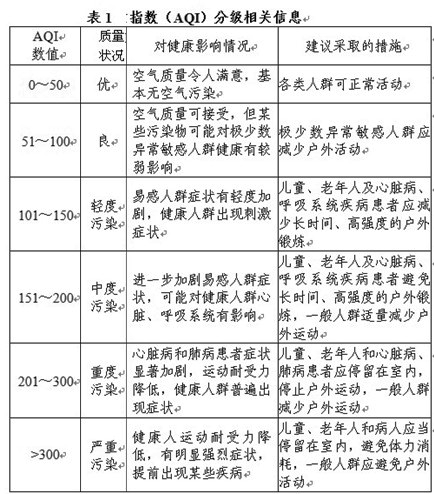 表1 指数（AQI）分级相关信息
AQI
数值
质量
状况
对健康影响情况
建议采取的措施
0～50
优
空气质量令人满意，基
本无空气污染
各类人群可正常活动
51～100
良
空气质量可接受，但某
些污染物可能对极少数
异常敏感人群健康有较
弱影响
极少数异常敏感人群应
减少户外活动
101～150
轻度
污染
易感人群症状有轻度加
剧，健康人群出现刺激
症状
儿童、老年人及心脏病、
呼吸系统疾病患者应减
少长时间、高强度的户外
锻炼
151～200
中度
污染
进一步加剧易感人群症
状，可能对健康人群心
脏、呼吸系统有影响
儿童、老年人及心脏病、
呼吸系统疾病患者避免
长时间、高强度的户外锻
炼，一般人群适量减少户
外运动
201～300
重度
污染
心脏病和肺病患者症状
显著加剧，运动耐受力
降低，健康人群普遍出
现症状
儿童、老年人和心脏病、
肺病患者应停留在室内，
停止户外运动，一般人群
减少户外运动
>300
严重
污染
健康人运动耐受力降
低，有明显强烈症状，
提前出现某些疾病
儿童、老年人和病人应当
停留在室内，避免体力消
耗，一般人群应避免户外
活动